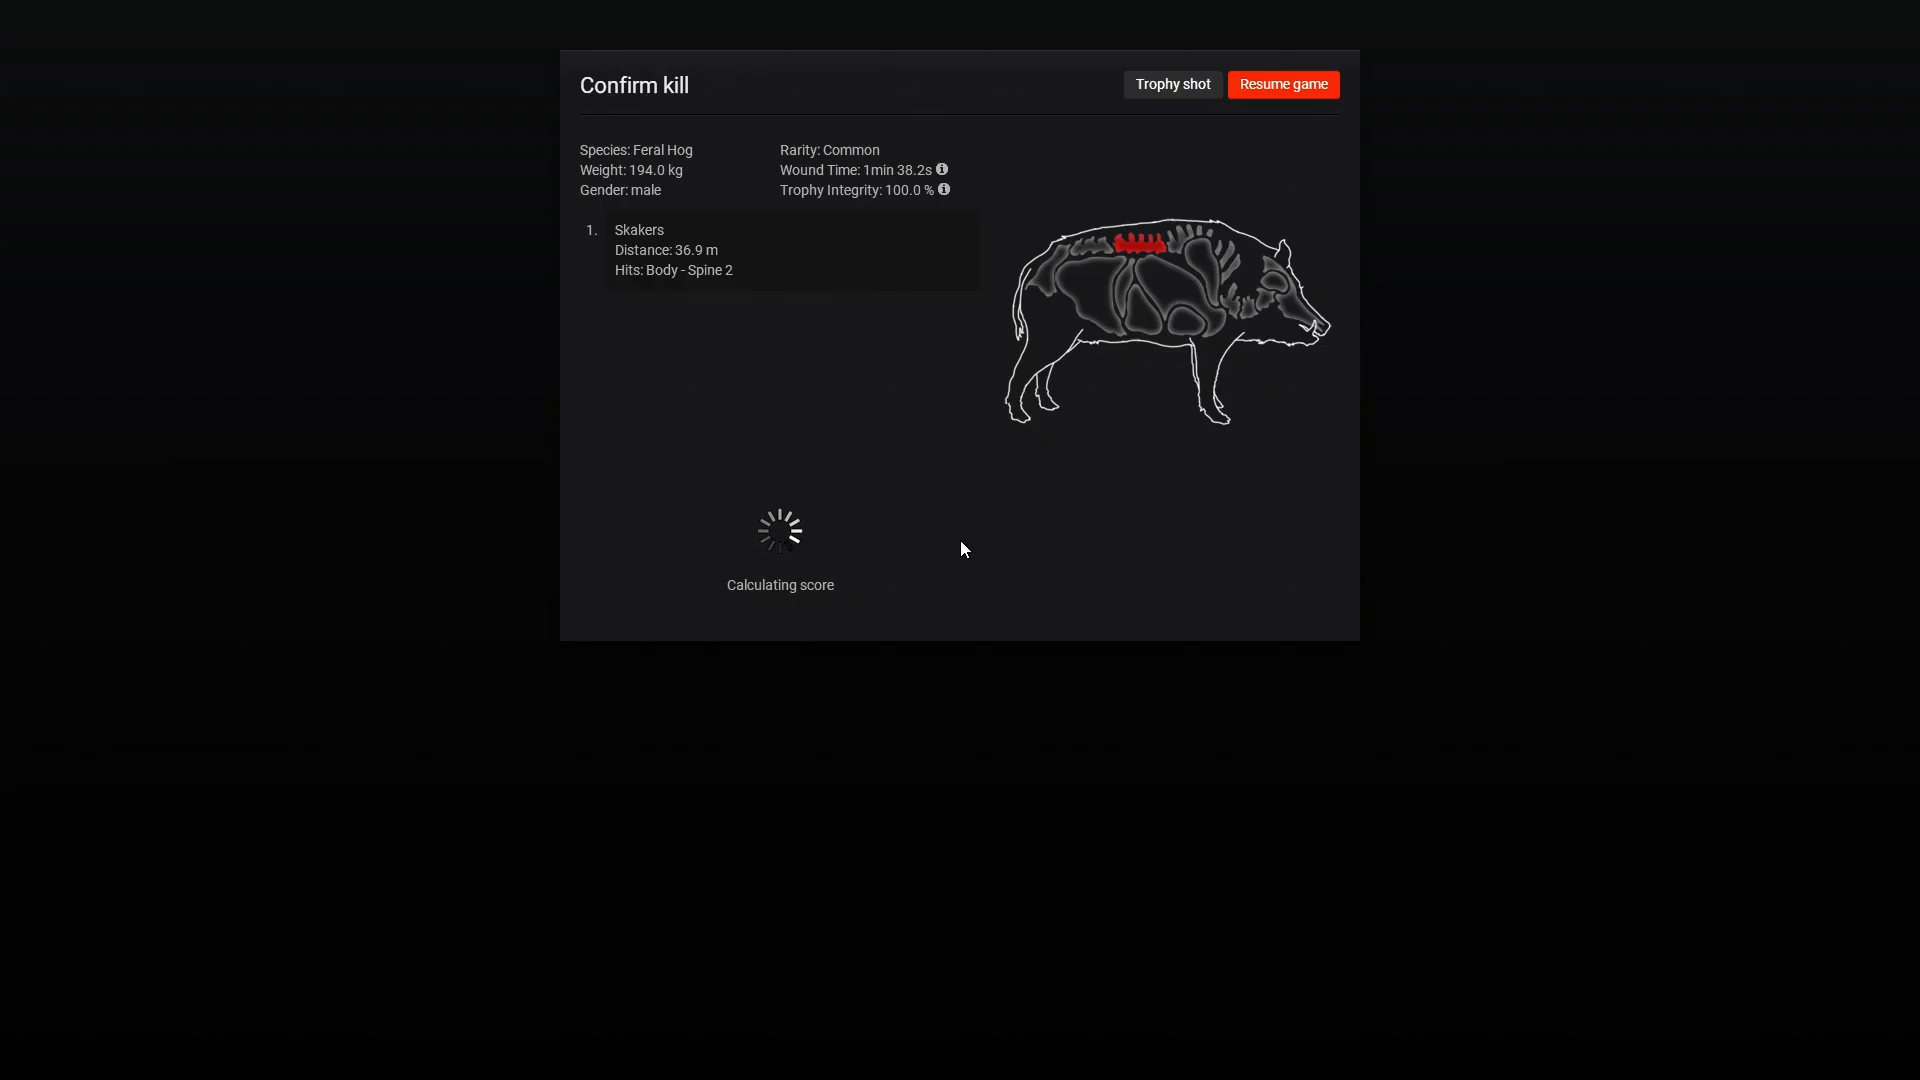 Confirm kill
Trophy shot
Resume game
Species: Feral Hog
Weight: 194.0 kg
Gender: male
Rarity: Common
Wound Time: 1min 38.2s
Trophy Integrity: 100.0 %
1. Skakers
Distance: 36.9 m
Hits: Body - Spine 2
Calculating score